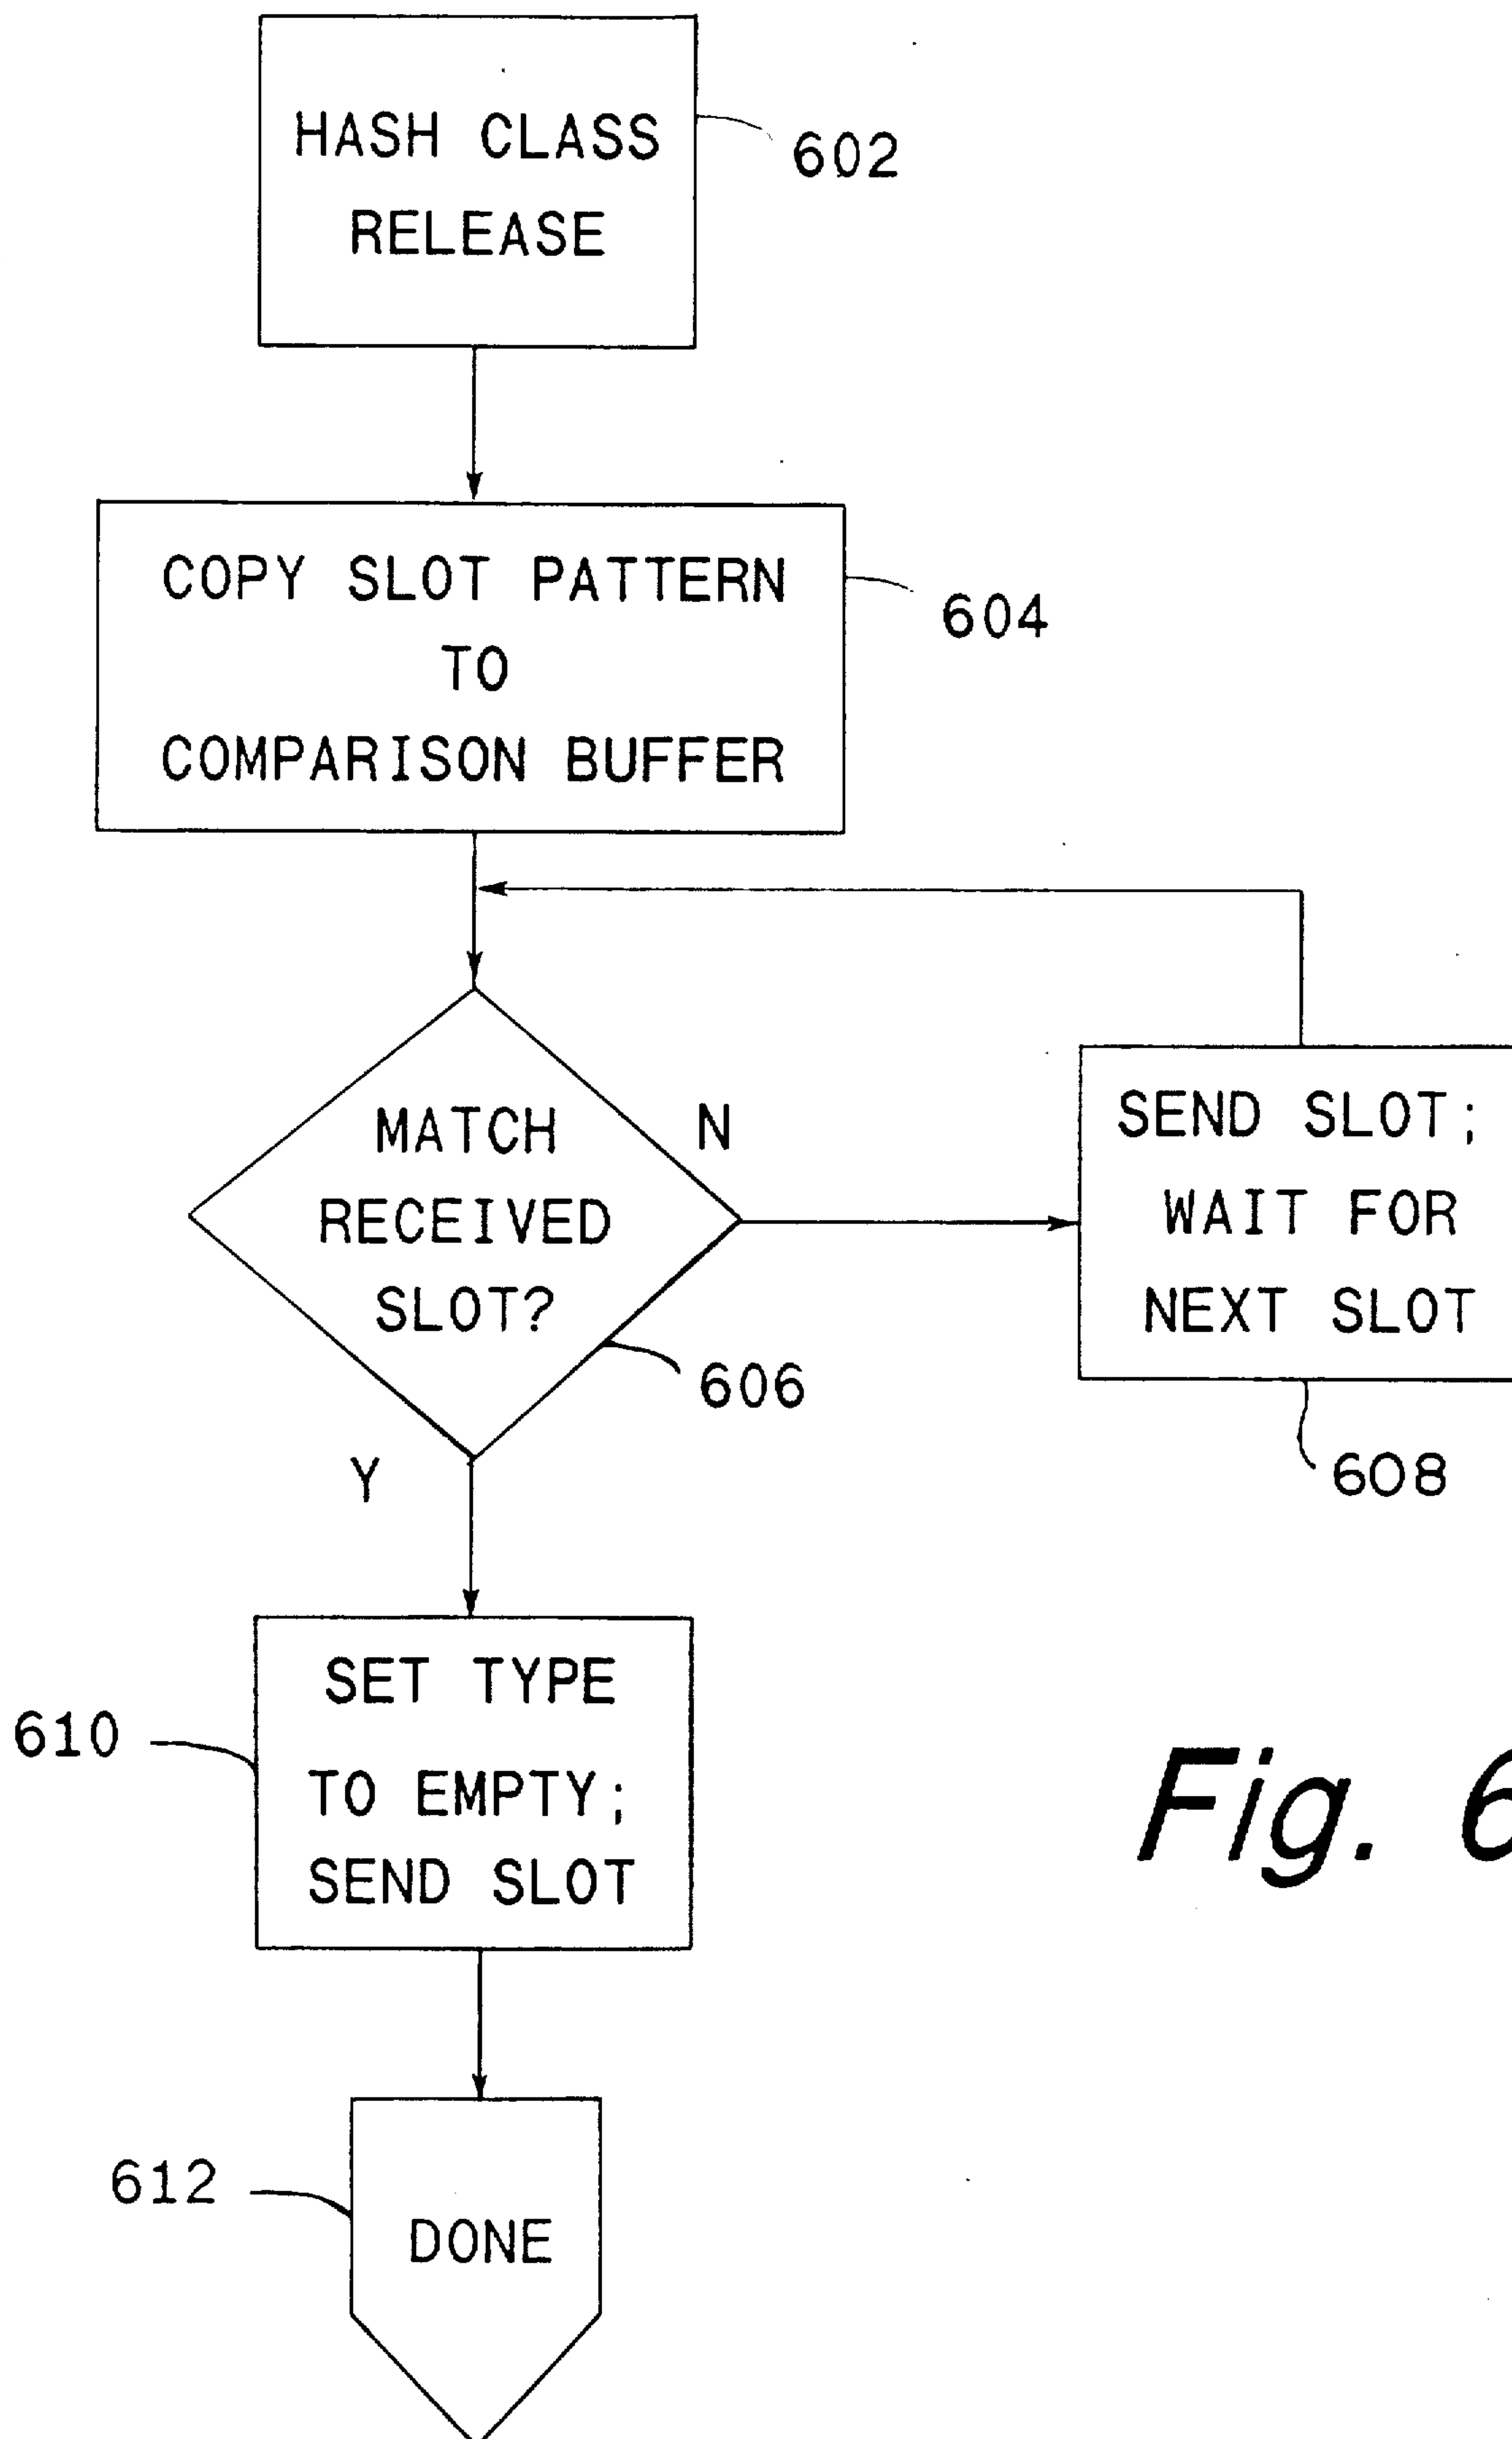 HASH CLASS
RELEASE
602
COPY SLOT PATTERN
TO
COMPARISON BUFFER
604
MATCH
RECEIVED
SLOT?
N
606
SEND SLOT;
WAIT FOR
NEXT SLOT
608
Y
SET TYPE
TO EMPTY;
SEND SLOT
610
Fig. 6
DONE
612